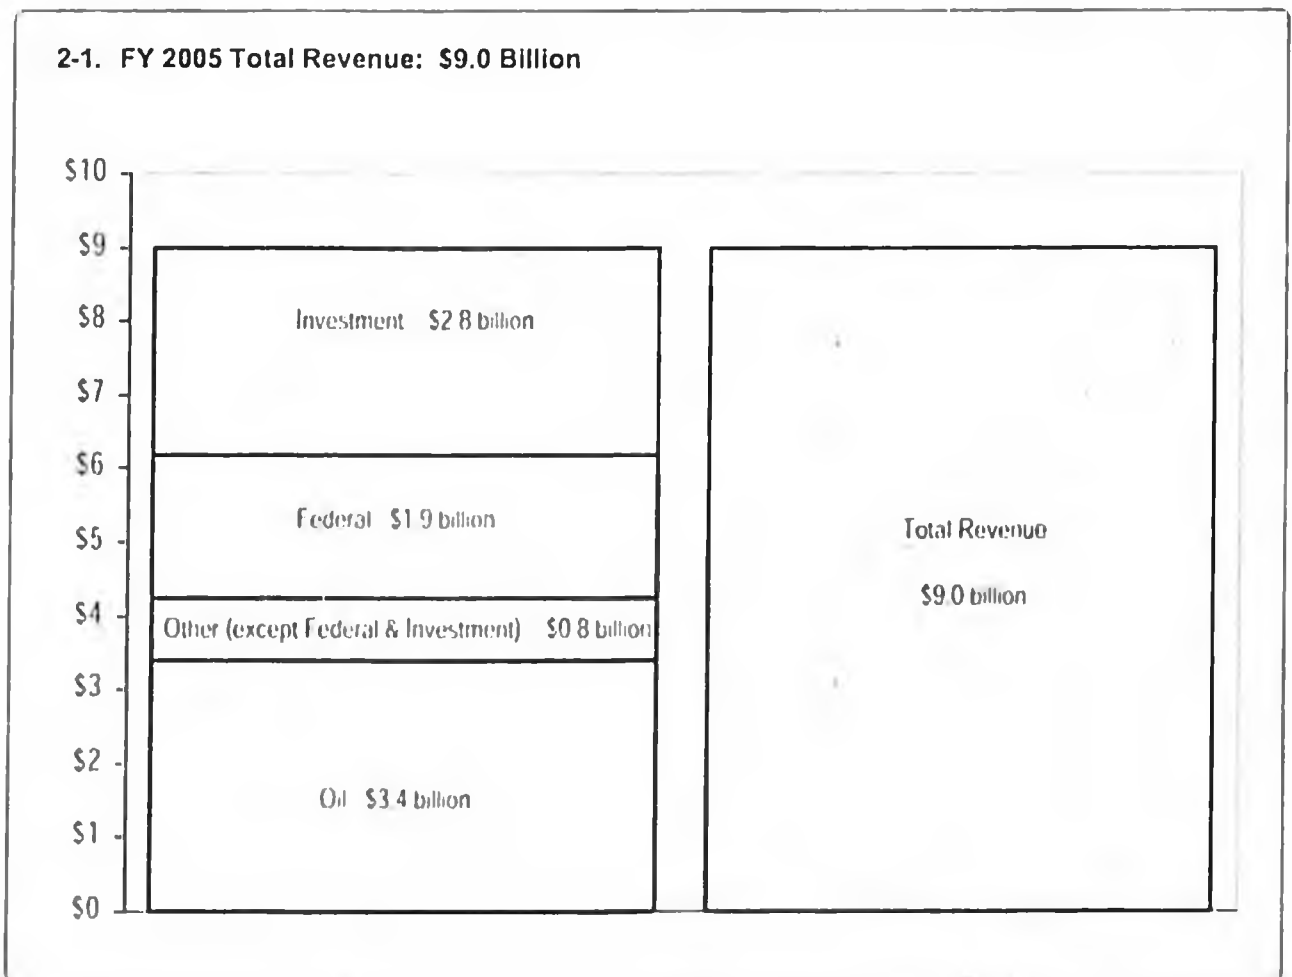 2-1. FY 2005 Total Revenue: $9.0 Billion
$10
$9
$8
$7
$6
$5
$4
$3
$2
$1
$0
Investment $2.8 billion
Federal $1.9 billion
Other (except Federal & Investment) $0.8 billion
Oil $3.4 billion
Total Revenue
$9.0 billion